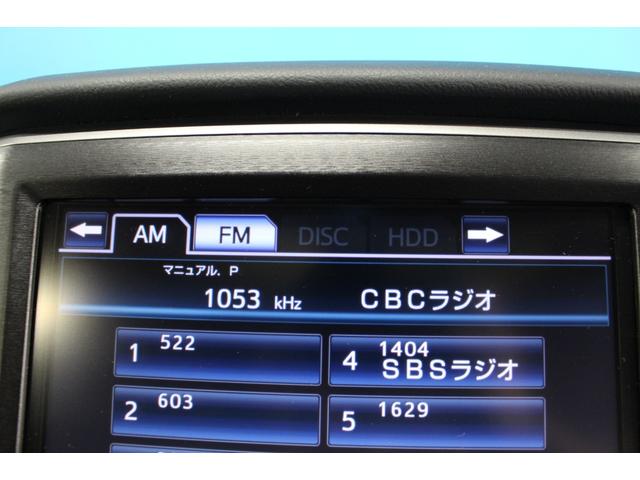 AM FM DISC HDD
マニュアル. P
1053 kHz CBCラジオ
1 522
4 1404 SBSラジオ
2 603
5 1629